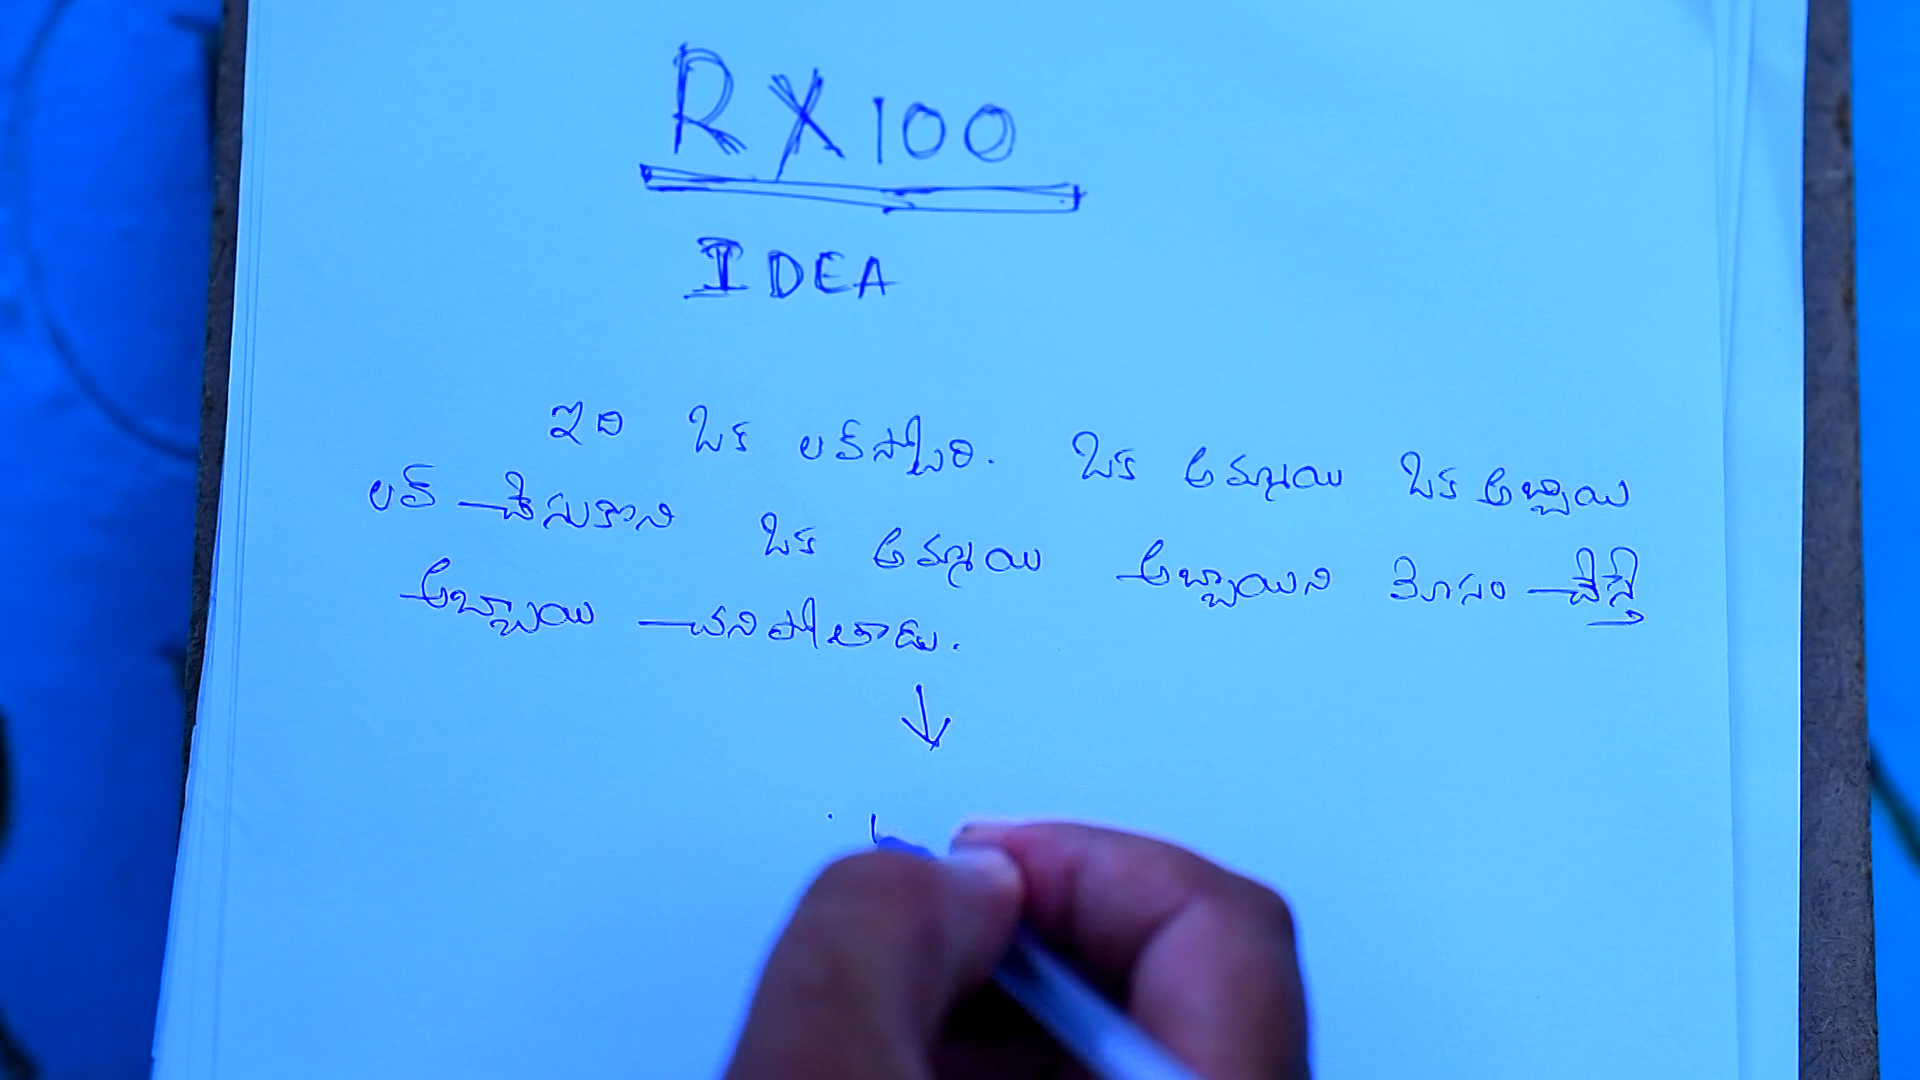 RX100
IDEA
ఇది ఒక లవ్‌స్టోరి. ఒక అమ్మాయి ఒక అబ్బాయి
లవ్ చేసుకొని ఒక అమ్మాయి అబ్బాయిని మోసం చేస్తే
అబ్బాయి చనిపోతాడు.
↓